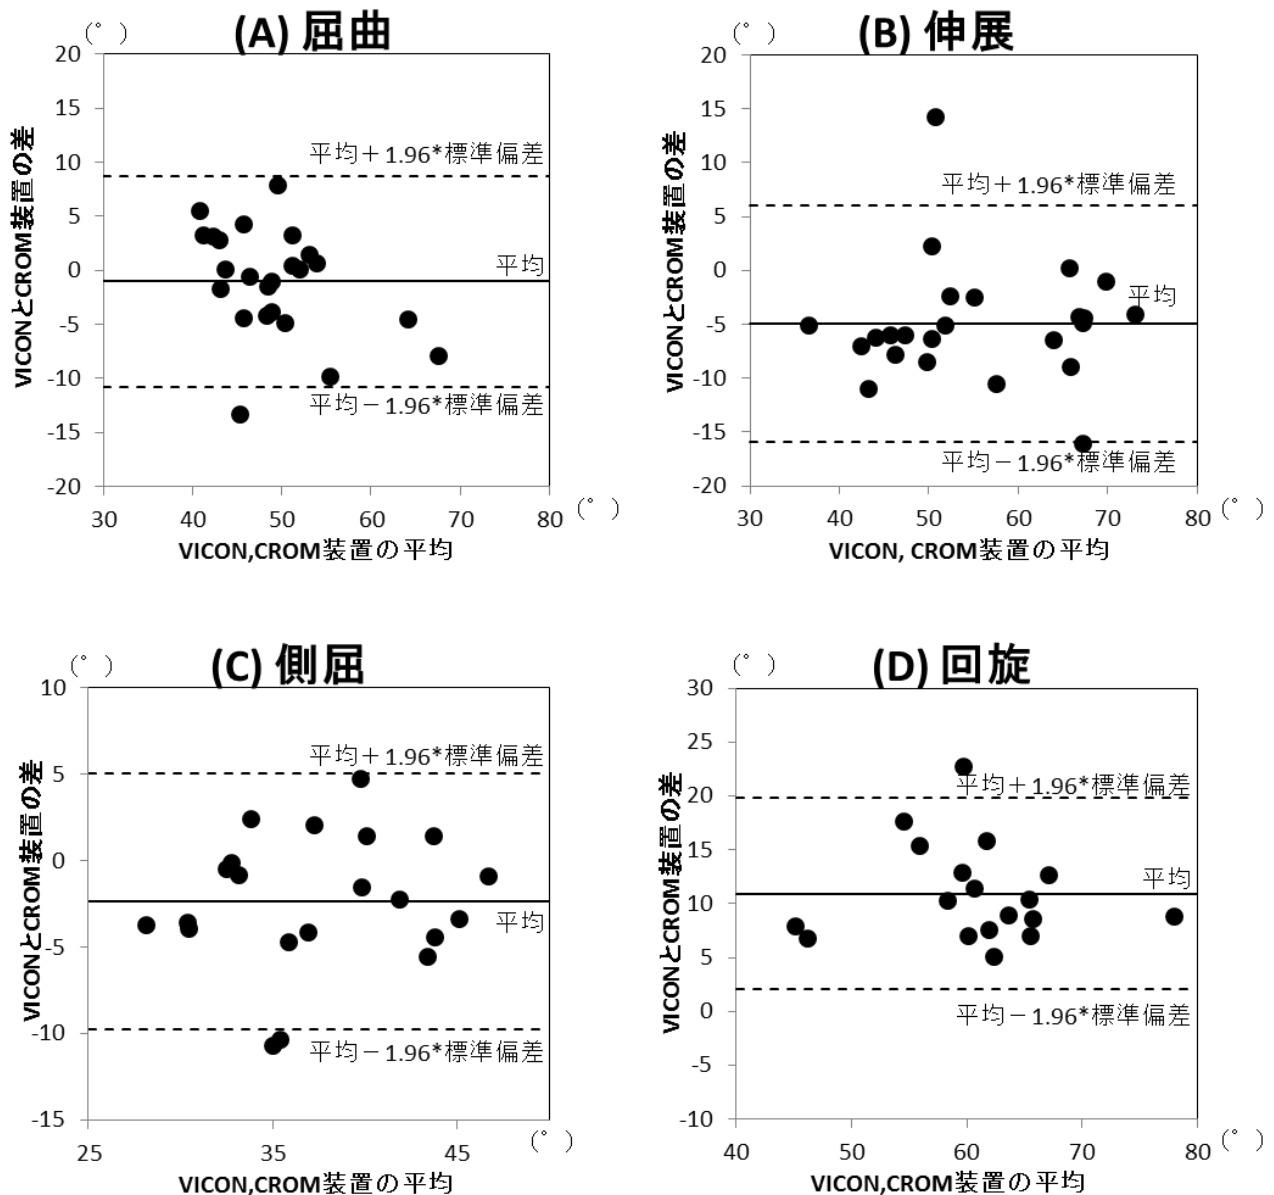 (A) 屈曲
(°)
20
15
10
5
0
-5
-10
-15
-20
VICONとCROM装置の差
平均+1.96*標準偏差
平均
平均-1.96*標準偏差
30 40 50 60 70 80
(°)
VICON,CROM装置の平均
(B) 伸展
(°)
20
15
10
5
0
-5
-10
-15
-20
VICONとCROM装置の差
平均+1.96*標準偏差
平均
平均-1.96*標準偏差
30 40 50 60 70 80
(°)
VICON, CROM装置の平均
(C) 側屈
(°)
10
5
0
-5
-10
-15
VICONとCROM装置の差
平均+1.96*標準偏差
平均
平均-1.96*標準偏差
25 35 45
(°)
VICON,CROM装置の平均
(D) 回旋
(°)
30
20
15
10
5
0
-5
-10
VICONとCROM装置の差
平均+1.96*標準偏差
平均
平均-1.96*標準偏差
40 50 60 70 80
(°)
VICON,CROM装置の平均